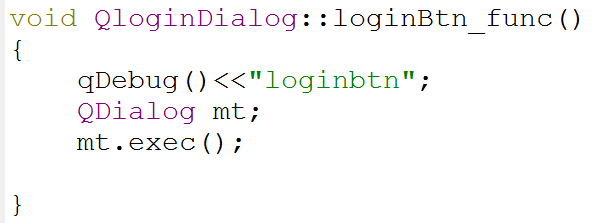 void QloginDialog::loginBtn_func()
{
    qDebug()<<"loginbtn";
    QDialog mt;
    mt.exec();
}